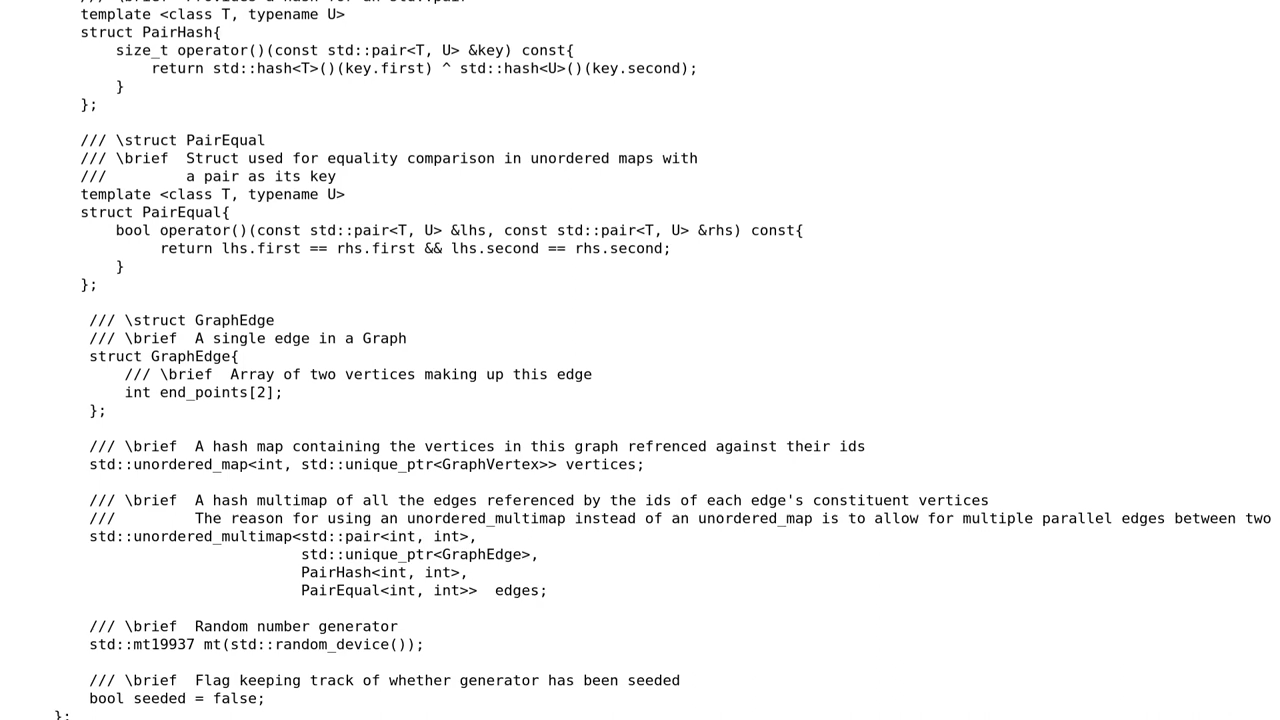 template <class T, typename U>
struct PairHash{
size_t operator()(const std::pair<T, U> &key) const{
return std::hash<T>()(key.first) ^ std::hash<U>()(key.second);
}
};
/// \struct PairEqual
/// \brief  Struct used for equality comparison in unordered maps with
///         a pair as its key
template <class T, typename U>
struct PairEqual{
bool operator()(const std::pair<T, U> &lhs, const std::pair<T, U> &rhs) const{
return lhs.first == rhs.first && lhs.second == rhs.second;
}
};
/// \struct GraphEdge
/// \brief  A single edge in a Graph
struct GraphEdge{
/// \brief  Array of two vertices making up this edge
int end_points[2];
};
/// \brief  A hash map containing the vertices in this graph refrenced against their ids
std::unordered_map<int, std::unique_ptr<GraphVertex>> vertices;
/// \brief  A hash multimap of all the edges referenced by the ids of each edge's constituent vertices
///         The reason for using an unordered_multimap instead of an unordered_map is to allow for multiple parallel edges between two
std::unordered_multimap<std::pair<int, int>,
std::unique_ptr<GraphEdge>,
PairHash<int, int>,
PairEqual<int, int>>  edges;
/// \brief  Random number generator
std::mt19937 mt(std::random_device());
/// \brief  Flag keeping track of whether generator has been seeded
bool seeded = false;
};